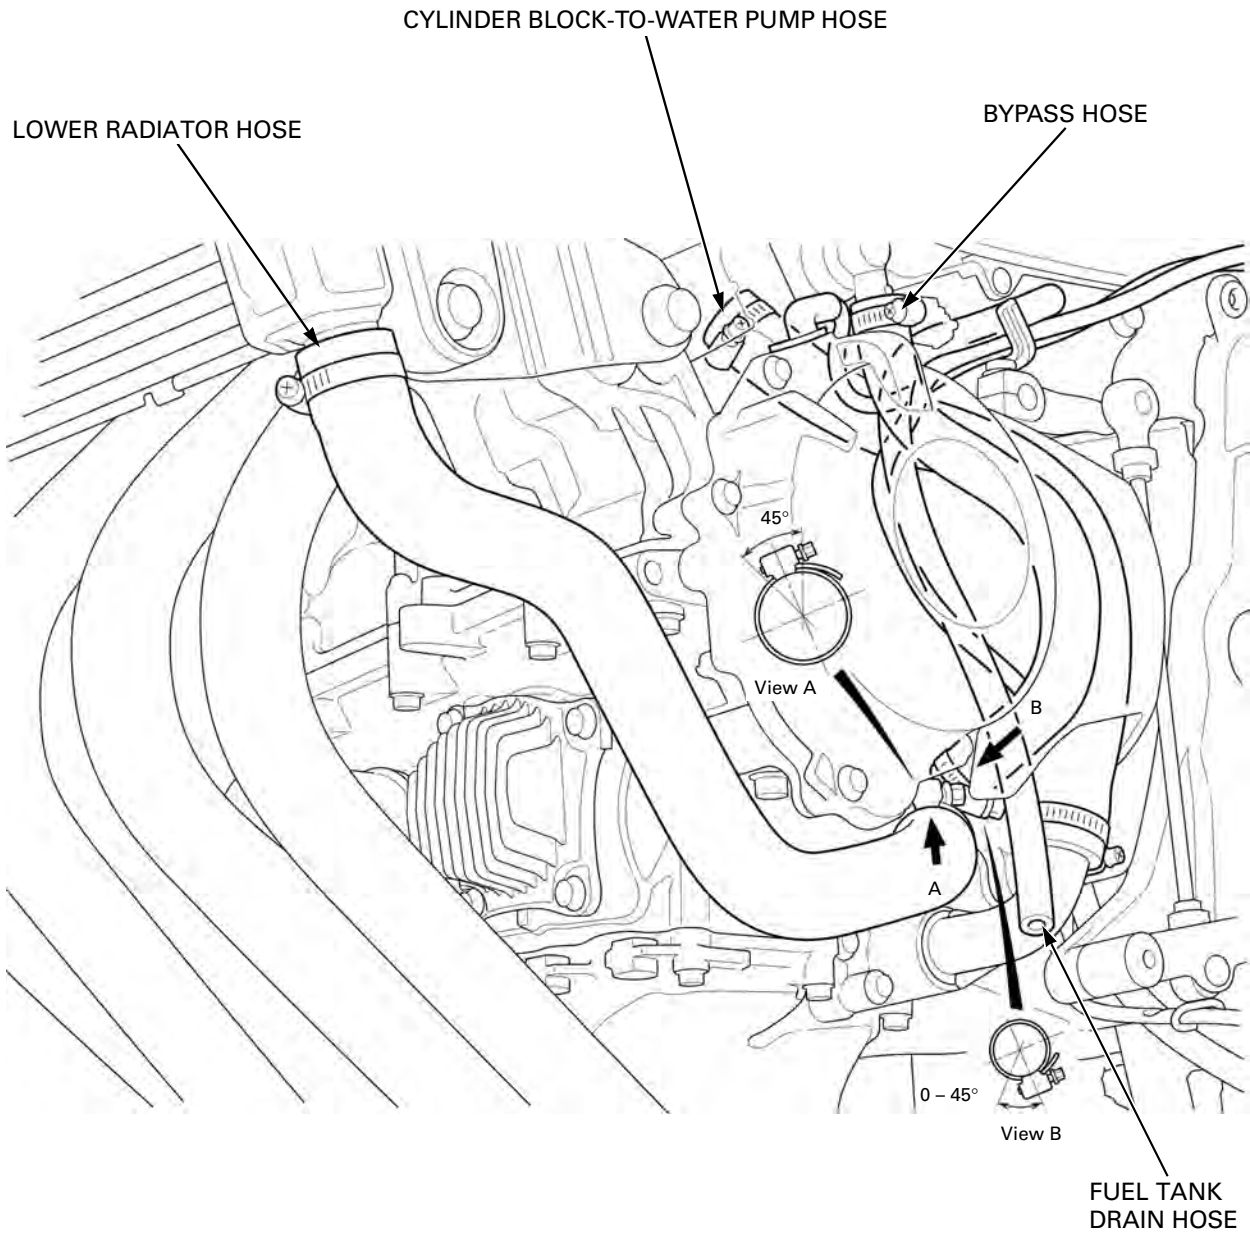 CYLINDER BLOCK-TO-WATER PUMP HOSE
BYPASS HOSE
LOWER RADIATOR HOSE
45°
View A
B
A
0 – 45°
View B
FUEL TANK
DRAIN HOSE